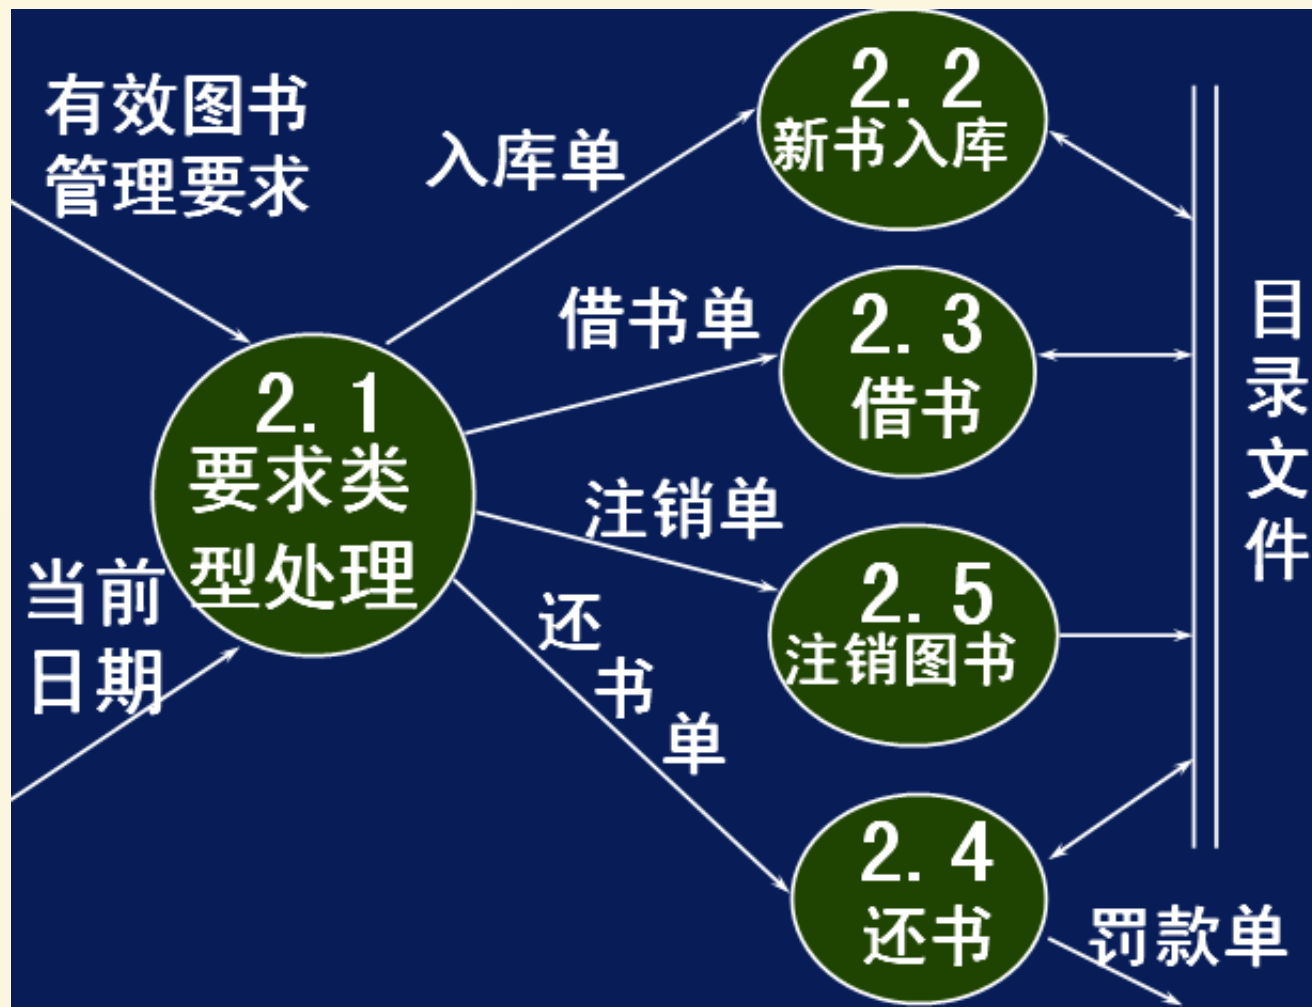 有效图书
管理要求
入库单
2.2
新书入库
借书单
2.3
借书
2.1
要求类
型处理
注销单
2.5
注销图书
当前
日期
还书单
2.4
还书
罚款单
目录文件